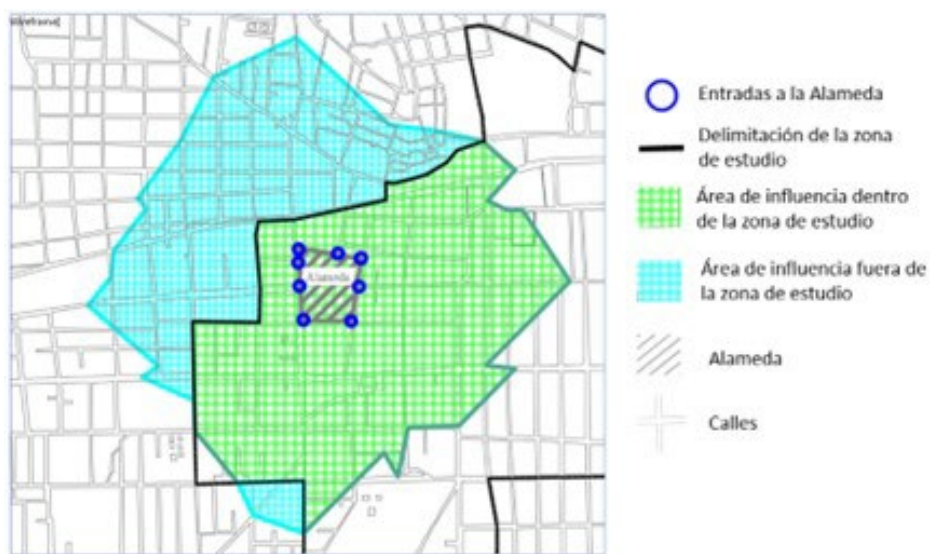 Alameda
Entradas a la Alameda
Delimitación de la zona
de estudio
Área de influencia dentro
de la zona de estudio
Área de influencia fuera de
la zona de estudio
Alameda
Calles